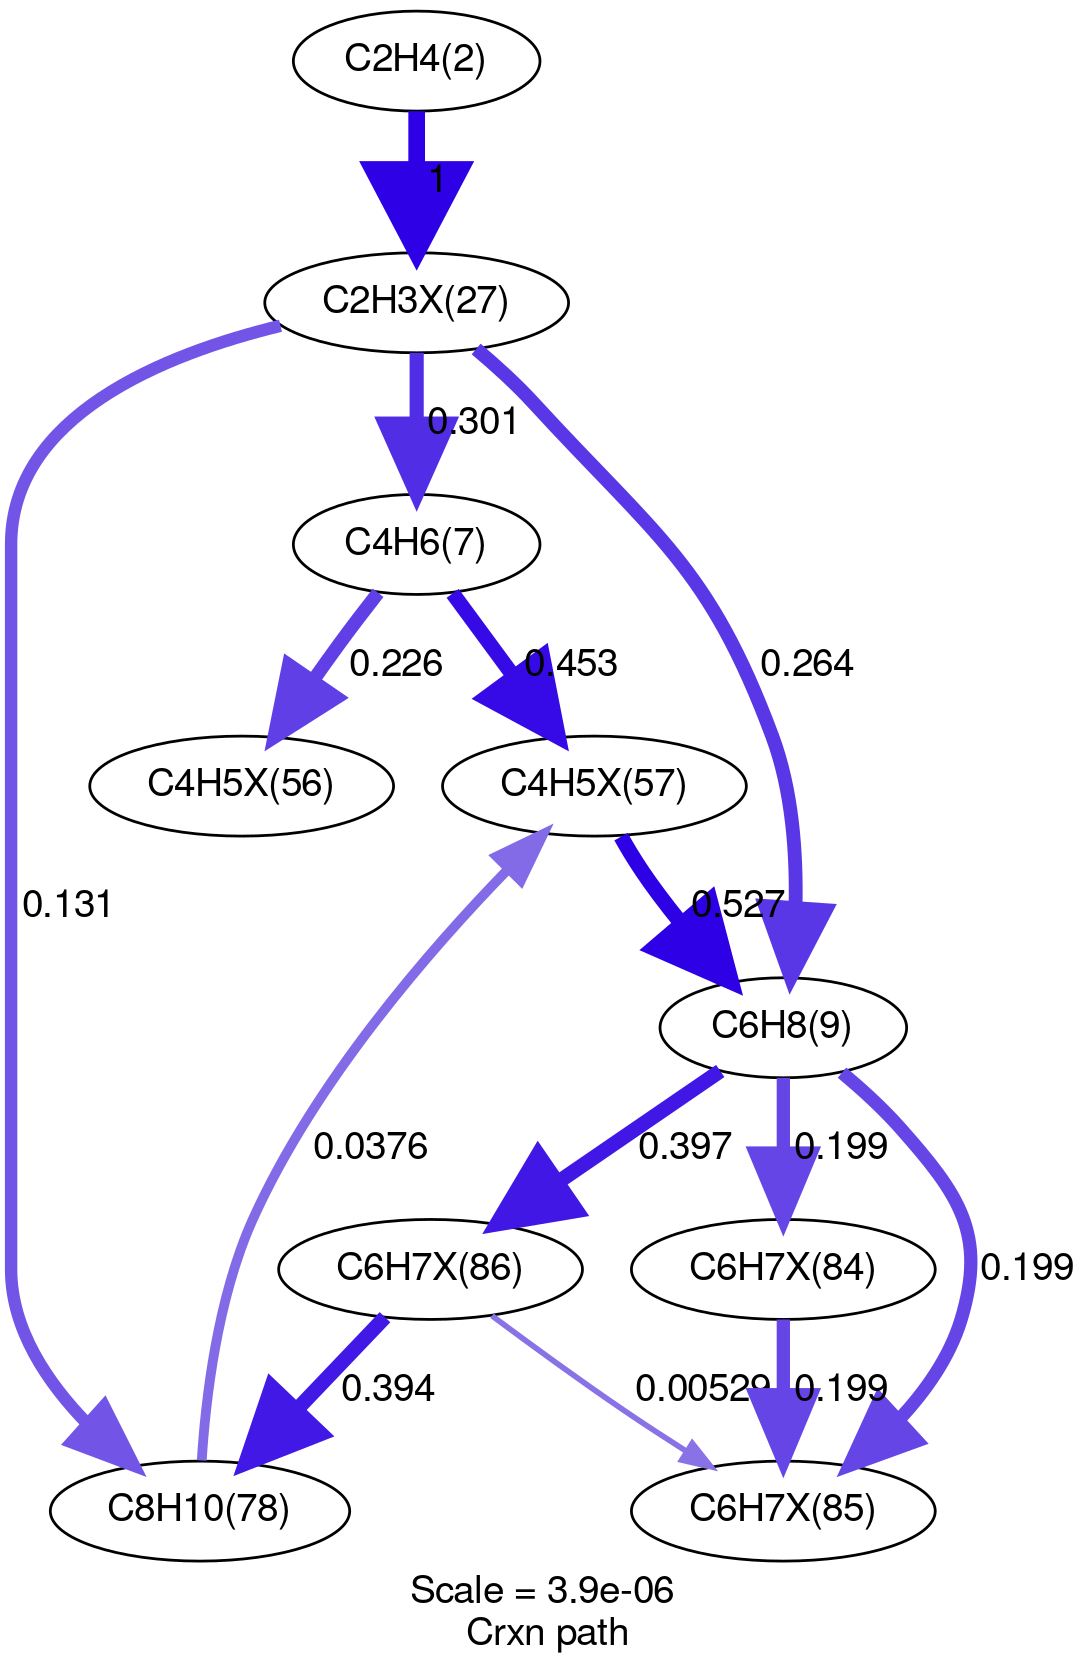 C2H4(2)
1
C2H3X(27)
0.301
C4H6(7)
0.226
0.453
0.264
C4H5X(56)
C4H5X(57)
0.131
0.527
C6H8(9)
0.0376
0.397
0.199
C6H7X(86)
C6H7X(84)
0.199
0.394
0.00529
0.199
C8H10(78)
C6H7X(85)
Scale = 3.9e-06
Crxn path